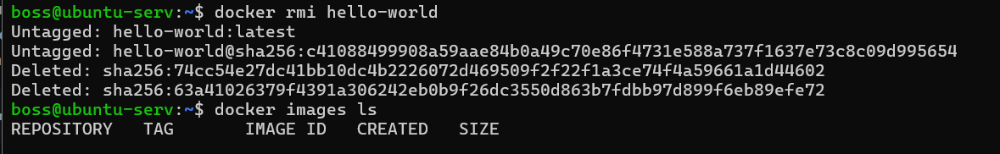 boss@ubuntu-serv:~$ docker rmi hello-world
Untagged: hello-world:latest
Untagged: hello-world@sha256:c41088499908a59aae84b0a49c70e86f4731e588a737f1637e73c8c09d995654
Deleted: sha256:74cc54e27dc41bb10dc4b2226072d469509f2f22f1a3ce74f4a59661a1d44602
Deleted: sha256:63a41026379f4391a306242eb0b9f26dc3550d863b7fdbb97d899f6eb89efe72
boss@ubuntu-serv:~$ docker images ls
REPOSITORY   TAG       IMAGE ID   CREATED   SIZE